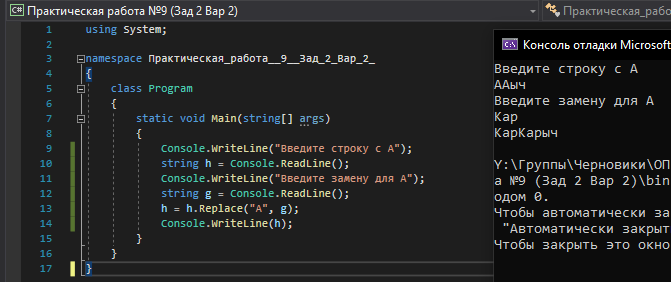 Практическая работа №9 (Зад 2 Вар 2)
Практическая_рабо
1 using System;
2
3 namespace Практическая_работа__9__Зад_2_Вар_2_
4 {
5 class Program
6 {
7 static void Main(string[] args)
8 {
9 Console.WriteLine("Введите строку с А");
10 string h = Console.ReadLine();
11 Console.WriteLine("Введите замену для А");
12 string g = Console.ReadLine();
13 h = h.Replace("А", g);
14 Console.WriteLine(h);
15 }
16 }
17 }
Консоль отладки Microsoft
Введите строку с А
ААыч
Введите замену для А
Кар
КарКарыч
Y:\Группы\Черновики\ОП
а №9 (Зад 2 Вар 2)\bin
одом 0.
Чтобы автоматически за
"Автоматически закрыт
Чтобы закрыть это окно